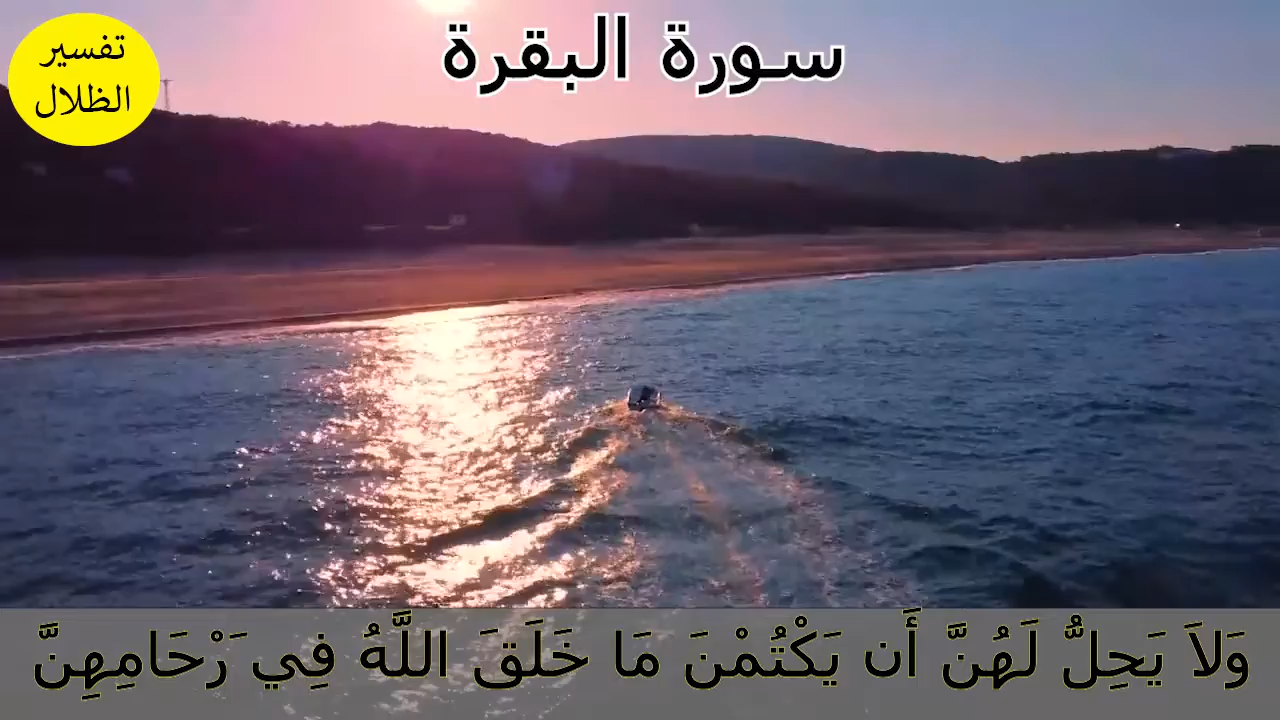 سورة البقرة
تفسير
الظلال
وَلاَ يَحِلُّ لَهُنَّ أَن يَكْتُمْنَ مَا خَلَقَ اللَّهُ فِي رَْحَامِهِنَّ